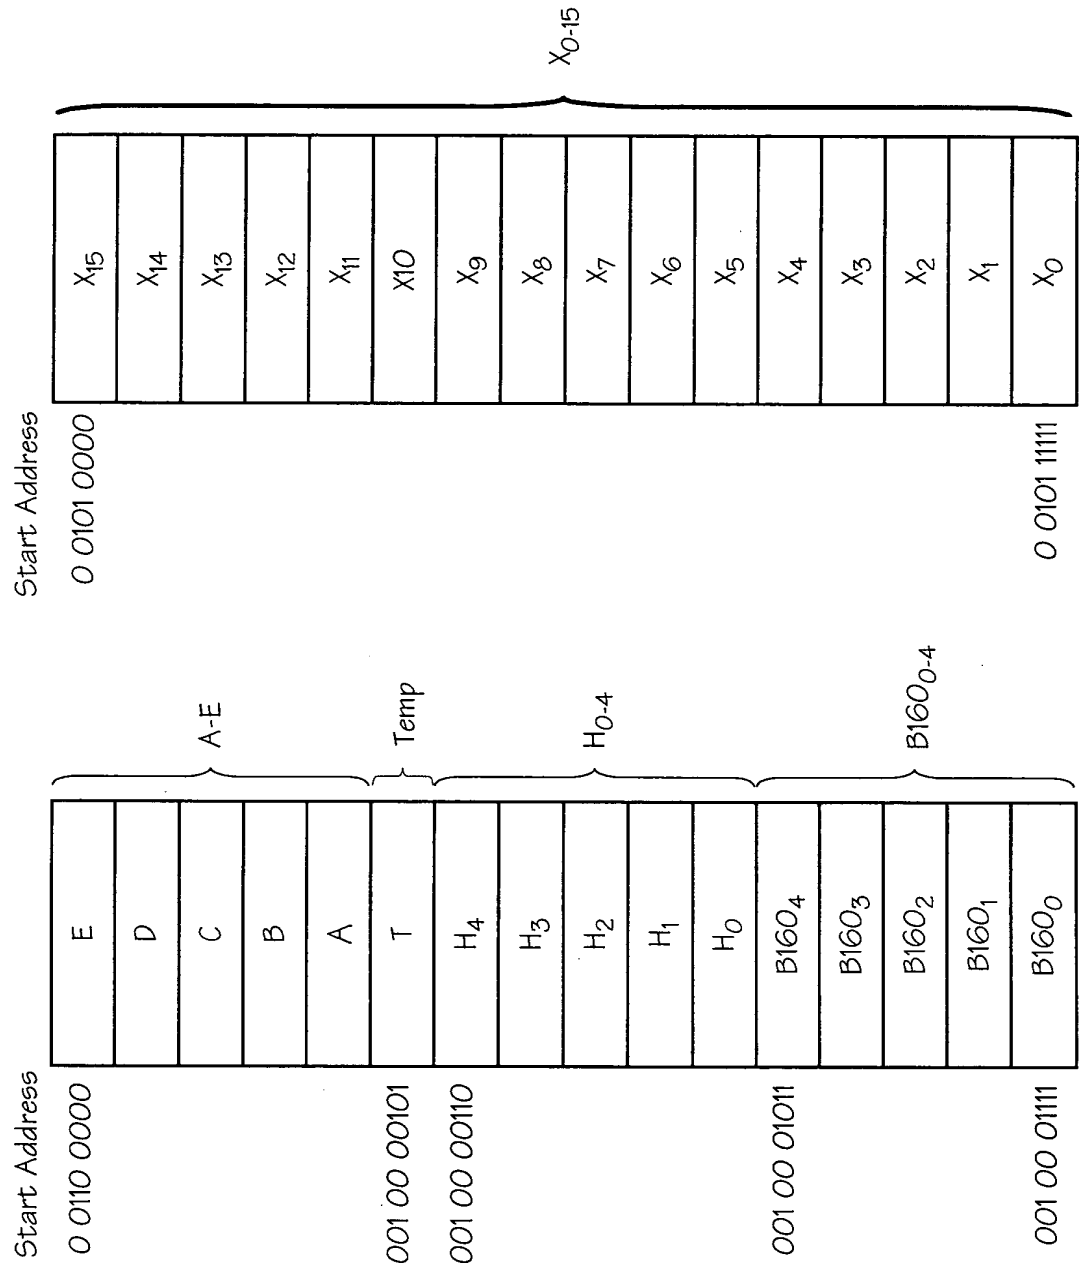 Start Address
0 0110 0000
E
D
C
B
A
A-E
001 00 00101
T
Temp
001 00 00110
H4
H3
H2
H1
H0
H0-4
001 00 01011
B1604
B1603
B1602
B1601
001 00 01111
B1600
B1600-4
Start Address
0 0101 0000
X15
X14
X13
X12
X11
X10
X9
X8
X7
X6
X5
X4
X3
X2
X1
0 0101 11111
X0
X0-15